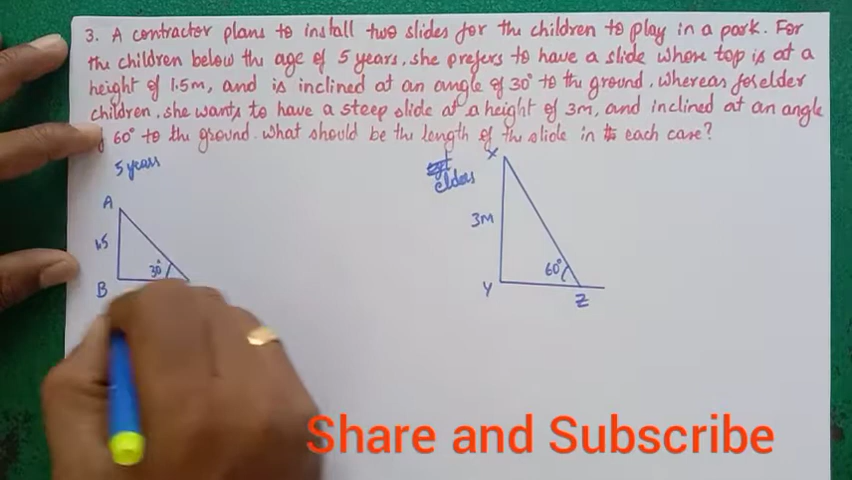 3. A contractor plans to install two slides for the children to play in a park. For
the children below the age of 5 years, she prefers to have a slide whose top is at a
height of 1.5m, and is inclined at an angle of 30° to the ground, whereas for elder
children, she wants to have a steep slide at a height of 3m, and inclined at an angle
60° to the ground. what should be the length of the slide in each case?
5 years
elders
A
X
1.5
3M
30°
60°
B
Y
Z
Share and Subscribe